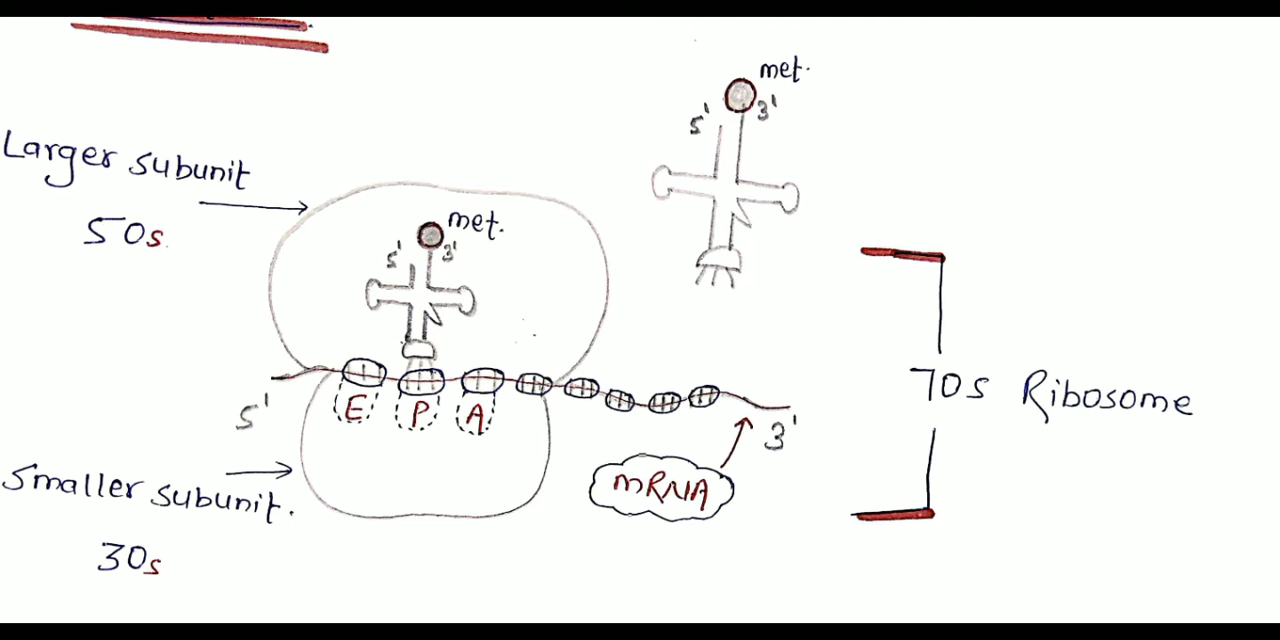 met.
5' 3'
Larger subunit
50s
met.
5' 3'
70s Ribosome
E P A
5'
3'
mRNA
Smaller subunit.
30s